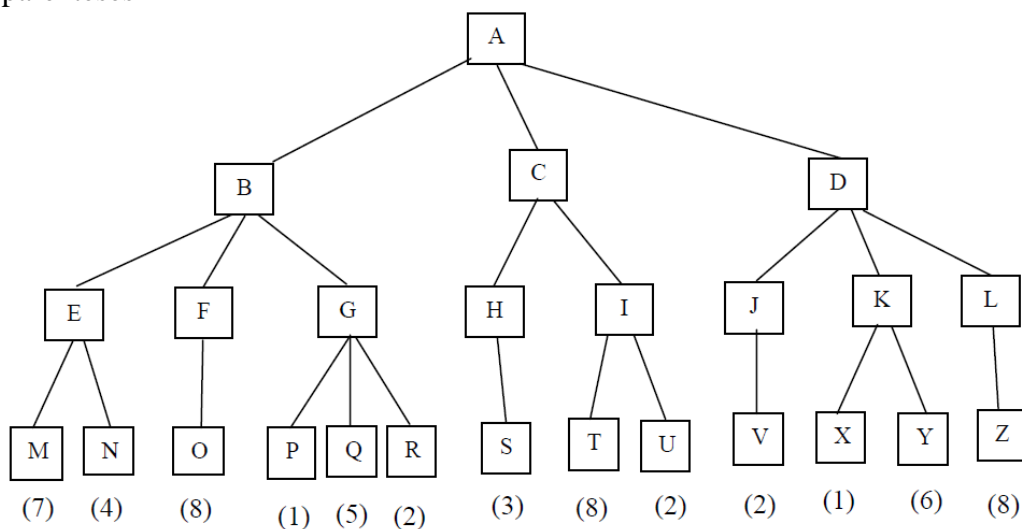 A
B C D
E F G H I J K L
M N O P Q R S T U V X Y Z
(7) (4) (8) (1) (5) (2) (3) (8) (2) (2) (1) (6) (8)